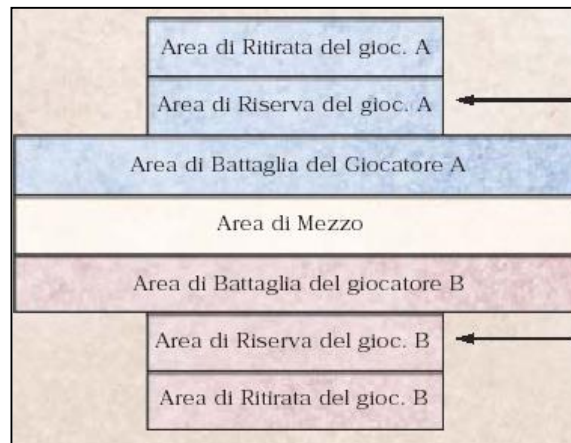 Area di Ritirata del gioc. A
Area di Riserva del gioc. A
Area di Battaglia del Giocatore A
Area di Mezzo
Area di Battaglia del giocatore B
Area di Riserva del gioc. B
Area di Ritirata del gioc. B